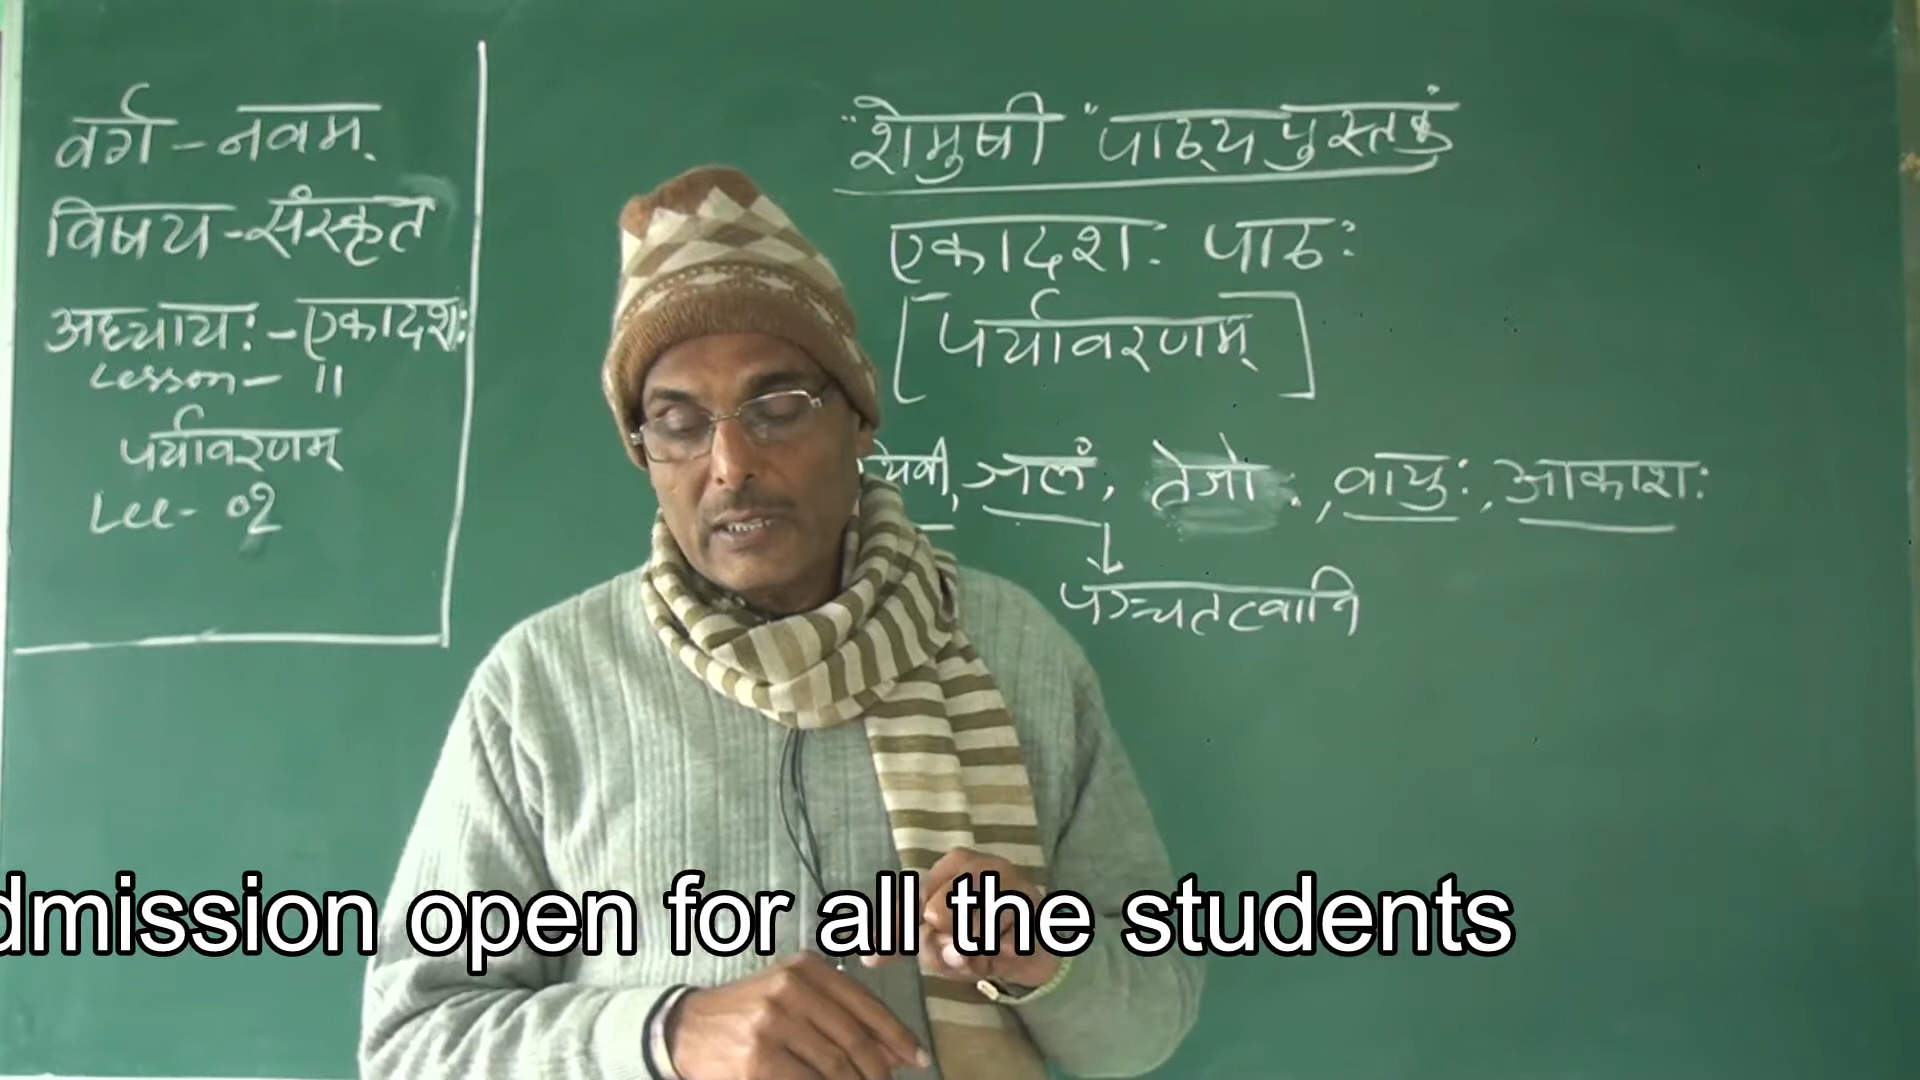 वर्ग - नवम्
विषय - संस्कृत
अध्यायः - एकादशः
Lesson - 11
पर्यावरणम्
Lec - 02
"शेमुषी" पाठ्यपुस्तकं
एकादशः पाठः
[पर्यावरणम्]
जलं, तेजो, वायुः, आकाशः
पञ्चतत्वानि
dmission open for all the students